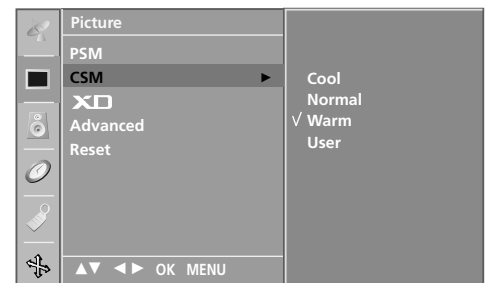 Picture
PSM
CSM ►
XD
Advanced
Reset
Cool
Normal
√ Warm
User
▲▼ ◄► OK MENU